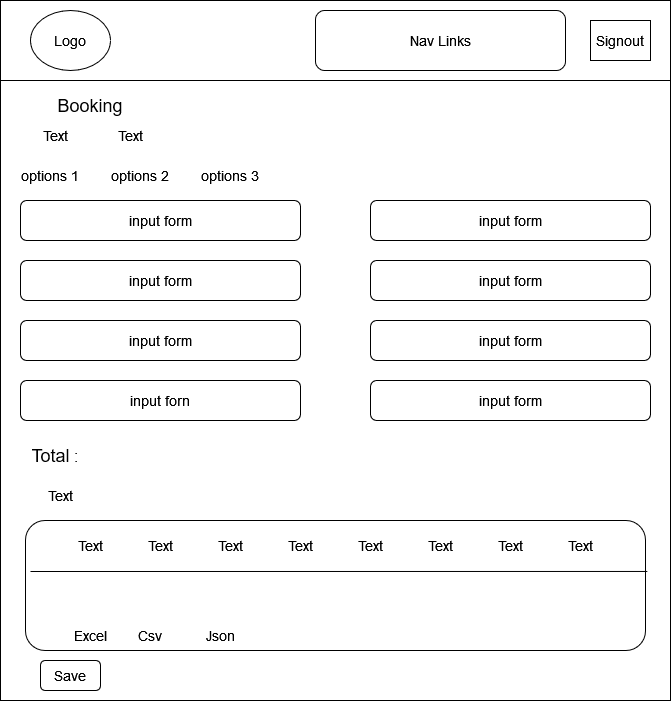 Logo Nav Links Signout
Booking
Text Text
options 1 options 2 options 3
input form input form
input form input form
input form input form
input forn input form
Total :
Text
Text Text Text Text Text Text Text Text
Excel Csv Json
Save